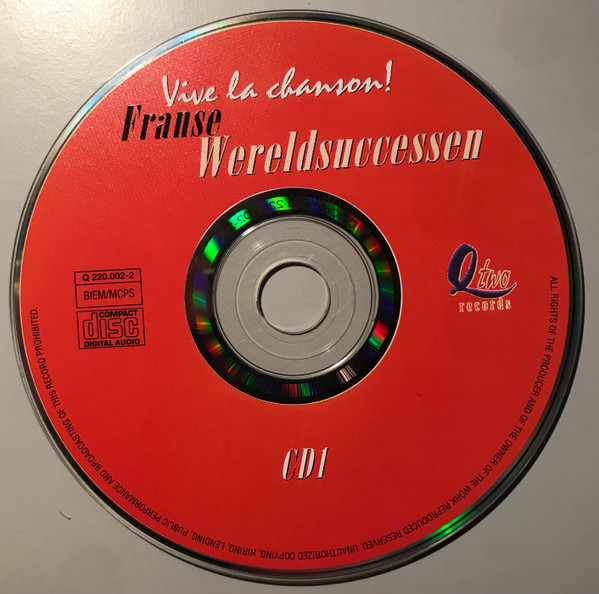 Vive la chanson!
Franse
Wereldsuccessen
Q 220.002-2
BIEM/MCPS
COMPACT
disc
DIGITAL AUDIO
Q two
records
CD1
ALL RIGHTS OF THE PRODUCER AND OF THE OWNER OF THE WORK REPRODUCED RESERVED. UNAUTHORIZED COPYING, HIRING, LENDING, PUBLIC PERFORMANCE AND BROADCASTING OF THIS RECORD PROHIBITED.